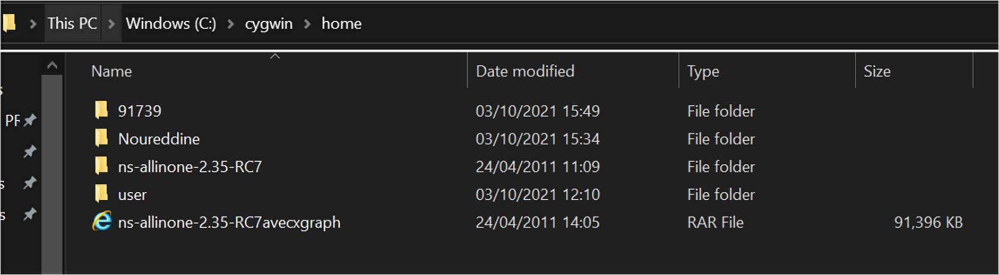 This PC > Windows (C:) > cygwin > home
Name Date modified Type Size
91739 03/10/2021 15:49 File folder
PF
Noureddine 03/10/2021 15:34 File folder
ns-allinone-2.35-RC7 24/04/2011 11:09 File folder
user 03/10/2021 12:10 File folder
ns-allinone-2.35-RC7avecxgraph 24/04/2011 14:05 RAR File 91,396 KB